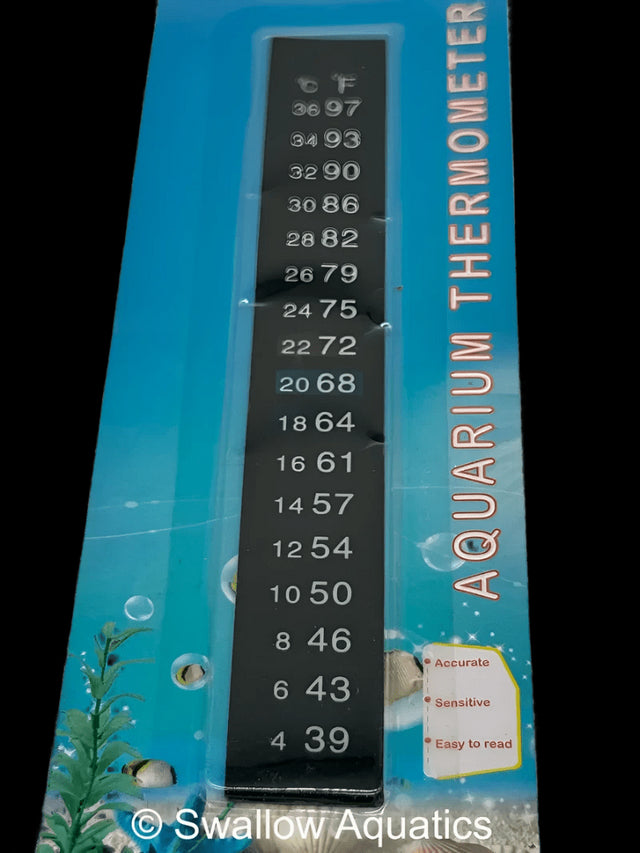 °C °F
36 97
34 93
32 90
30 86
28 82
26 79
24 75
22 72
20 68
18 64
16 61
14 57
12 54
10 50
8 46
6 43
4 39
AQUARIUM THERMOMETER
Accurate
Sensitive
Easy to read
© Swallow Aquatics